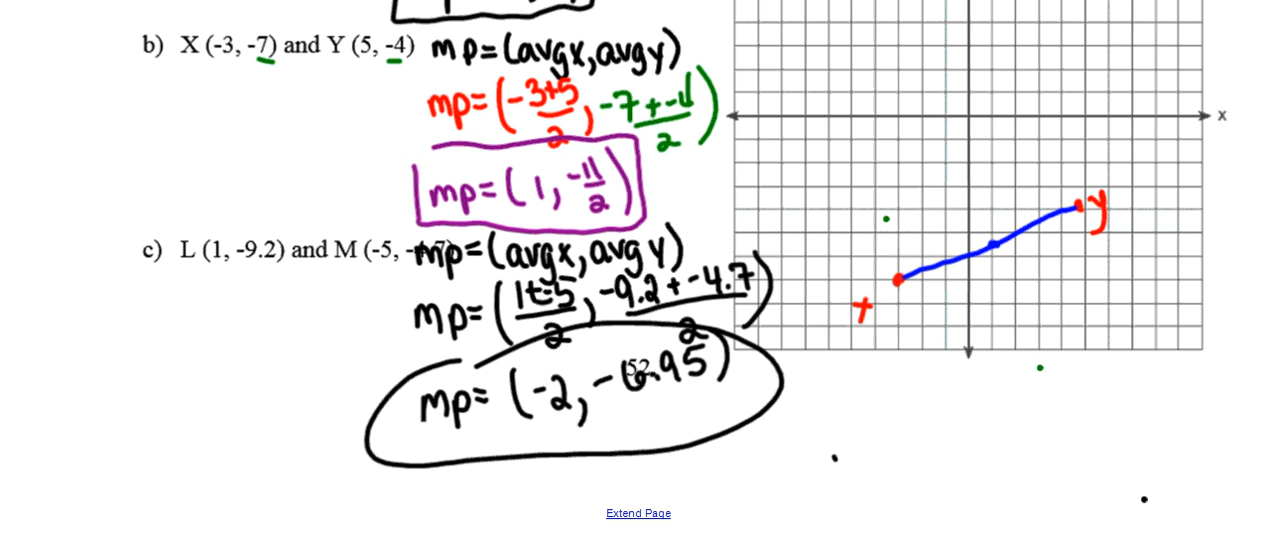 b) X (-3, -7) and Y (5, -4) mp=(avgx,avgy)
mp=(-3+5/2, -7+-4/2)
x
mp=(1, -11/2)
y
c) L (1, -9.2) and M (-5, - mp=(avgx,avgy)
mp=(1+-5/2, -9.2+-4.7/2)
mp=(-2, -6.95)
Extend Page